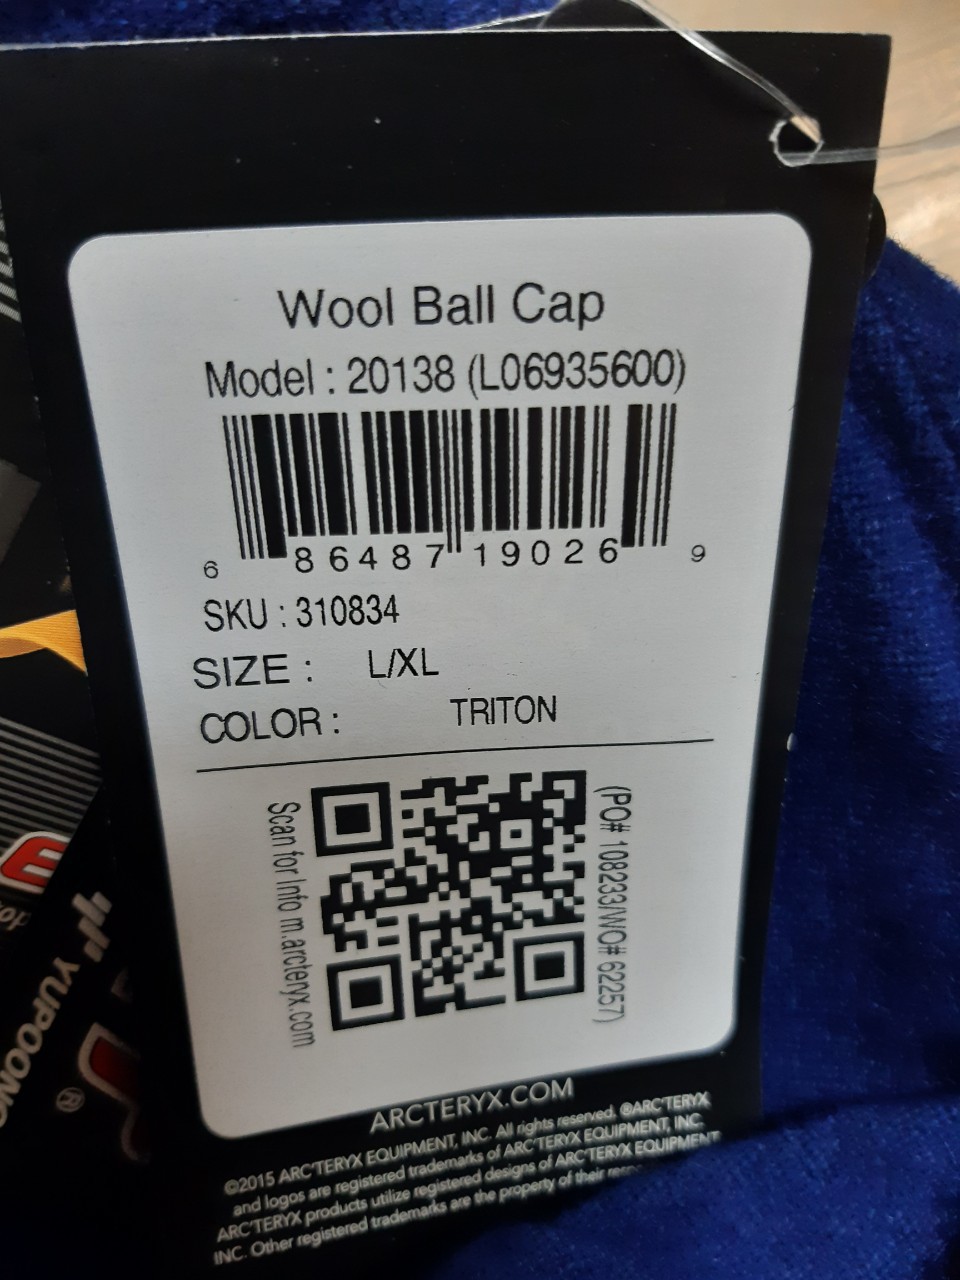 Wool Ball Cap
Model : 20138 (L06935600)
6 86487 19026 9
SKU : 310834
SIZE : L/XL
COLOR : TRITON
(PO# 108233/WO# 62257)
Scan for Info m.arcteryx.com
ARCTERYX.COM
©2015 ARC'TERYX EQUIPMENT, INC. All rights reserved. ®ARC'TERYX
and logos are registered trademarks of ARC'TERYX EQUIPMENT, INC.
ARC'TERYX products utilize registered designs of ARC'TERYX EQUIPMENT
INC. Other registered trademarks are the property of their
YUPOONG
®